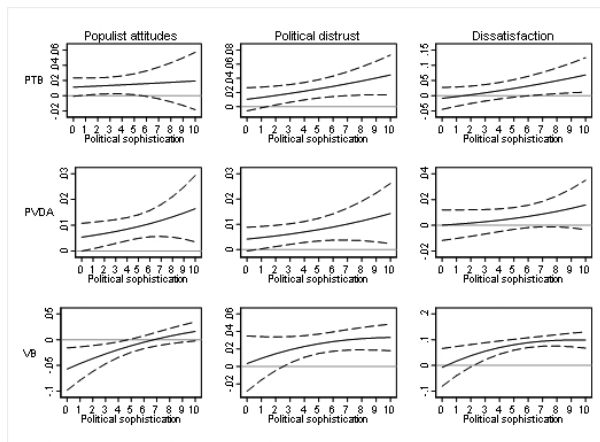 Populist attitudes
Political distrust
Dissatisfaction
PTB
-.02 0 .02 .04 .06
0 1 2 3 4 5 6 7 8 9 10
Political sophistication
0 .02 .04 .06 .08
0 1 2 3 4 5 6 7 8 9 10
Political sophistication
-.05 0 .05 .1 .15
0 1 2 3 4 5 6 7 8 9 10
Political sophistication
PVDA
0 .01 .02 .03
0 1 2 3 4 5 6 7 8 9 10
Political sophistication
0 .01 .02 .03
0 1 2 3 4 5 6 7 8 9 10
Political sophistication
-.02 0 .02 .04
0 1 2 3 4 5 6 7 8 9 10
Political sophistication
VB
-.1 -.05 0 .05
0 1 2 3 4 5 6 7 8 9 10
Political sophistication
-.02 0 .02 .04 .06
0 1 2 3 4 5 6 7 8 9 10
Political sophistication
-.1 0 .1 .2
0 1 2 3 4 5 6 7 8 9 10
Political sophistication